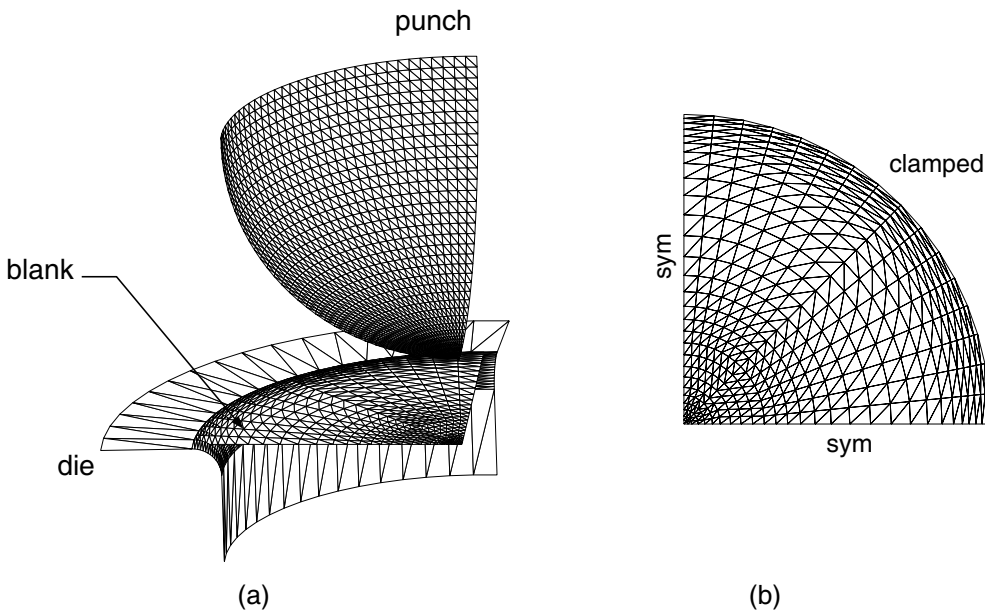 punch
blank
die
(a)
clamped
sym
sym
(b)